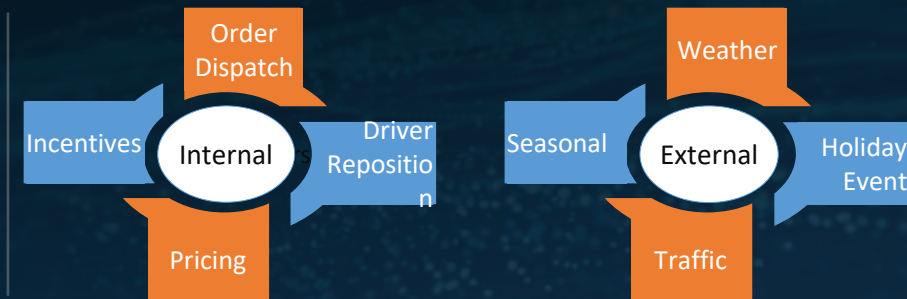 Order
Dispatch
Incentives
Internal
Driver
Repositio
n
Pricing
Weather
Seasonal
External
Holiday
Event
Traffic